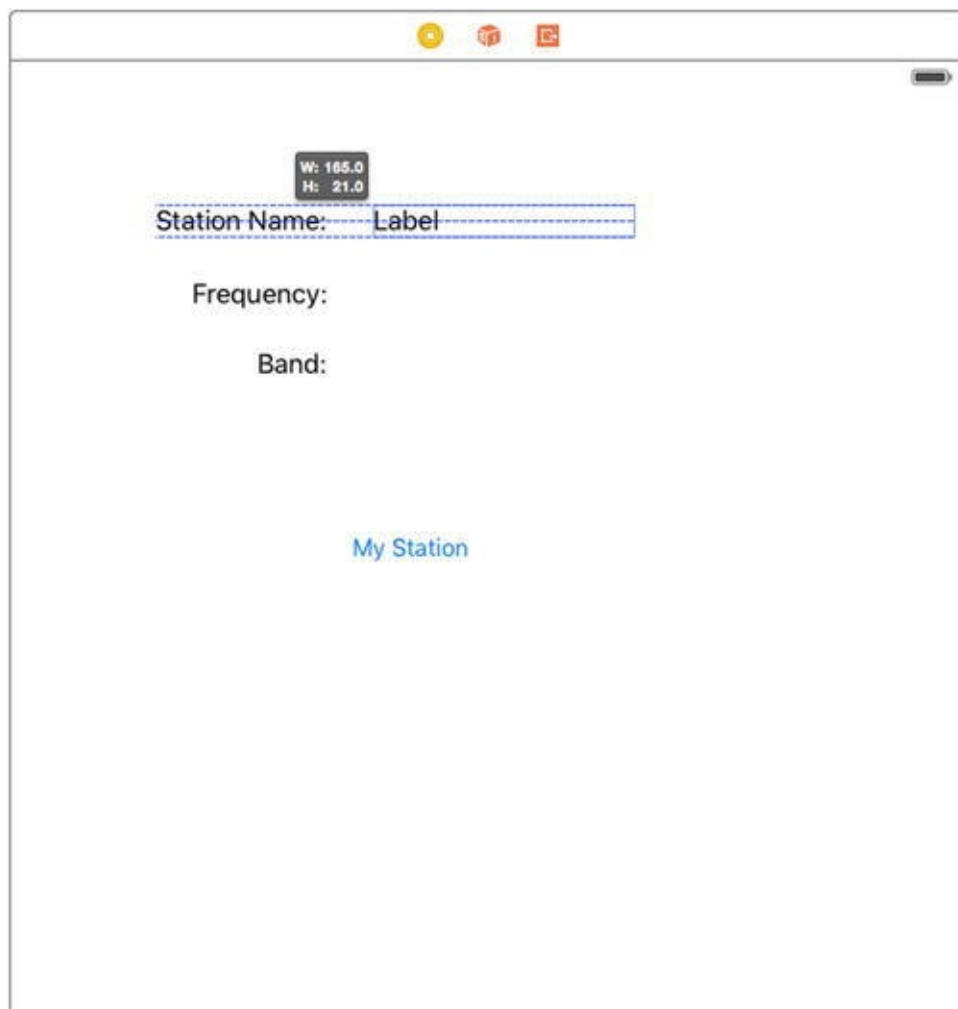 W: 165.0
H: 21.0
Station Name: Label
Frequency:
Band:
My Station